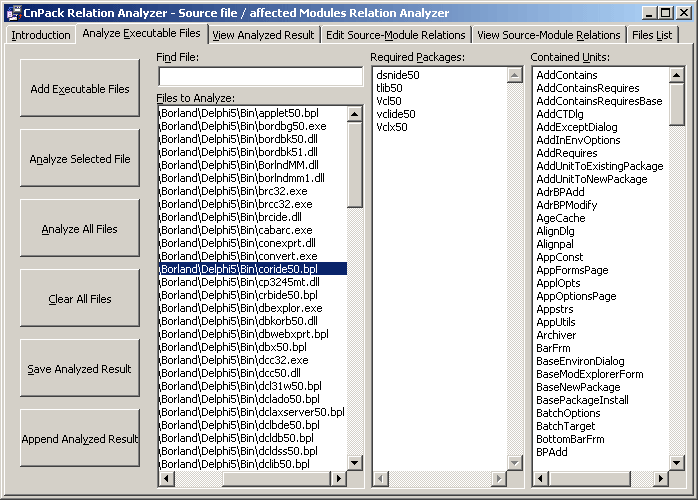 CnPack Relation Analyzer - Source file / affected Modules Relation Analyzer
Introduction
Analyze Executable Files
View Analyzed Result
Edit Source-Module Relations
View Source-Module Relations
Files List
Add Executable Files
Analyze Selected File
Analyze All Files
Clear All Files
Save Analyzed Result
Append Analyzed Result
Find File:
Files to Analyze:
\Borland\Delphi5\Bin\applet50.bpl
\Borland\Delphi5\Bin\bordbg50.exe
\Borland\Delphi5\Bin\bordbk50.dll
\Borland\Delphi5\Bin\bordbk51.dll
\Borland\Delphi5\Bin\BorlndMM.dll
\Borland\Delphi5\Bin\borlndmm1.dll
\Borland\Delphi5\Bin\brc32.exe
\Borland\Delphi5\Bin\brcc32.exe
\Borland\Delphi5\Bin\brcide.dll
\Borland\Delphi5\Bin\cabarc.exe
\Borland\Delphi5\Bin\conexprt.dll
\Borland\Delphi5\Bin\convert.exe
\Borland\Delphi5\Bin\coride50.bpl
\Borland\Delphi5\Bin\cp3245mt.dll
\Borland\Delphi5\Bin\crbide50.bpl
\Borland\Delphi5\Bin\dbexplor.exe
\Borland\Delphi5\Bin\dbkorb50.dll
\Borland\Delphi5\Bin\dbwebxprt.bpl
\Borland\Delphi5\Bin\dbx50.bpl
\Borland\Delphi5\Bin\dcc32.exe
\Borland\Delphi5\Bin\dcc50.dll
\Borland\Delphi5\Bin\dcl31w50.bpl
\Borland\Delphi5\Bin\dclado50.bpl
\Borland\Delphi5\Bin\dclaxserver50.bpl
\Borland\Delphi5\Bin\dclbde50.bpl
\Borland\Delphi5\Bin\dcldb50.bpl
\Borland\Delphi5\Bin\dcldss50.bpl
\Borland\Delphi5\Bin\dclib50.bpl
Required Packages:
dsnide50
tlib50
Vcl50
vclide50
Vclx50
Contained Units:
AddContains
AddContainsRequires
AddContainsRequiresBase
AddCTDlg
AddExceptDialog
AddInEnvOptions
AddRequires
AddUnitToExistingPackage
AddUnitToNewPackage
AdrBPAdd
AdrBPModify
AgeCache
AlignDlg
Alignpal
AppConst
AppFormsPage
ApplOpts
AppOptionsPage
Appstrs
AppUtils
Archiver
BarFrm
BaseEnvironDialog
BaseModExplorerForm
BaseNewPackage
BasePackageInstall
BatchOptions
BatchTarget
BottomBarFrm
BPAdd